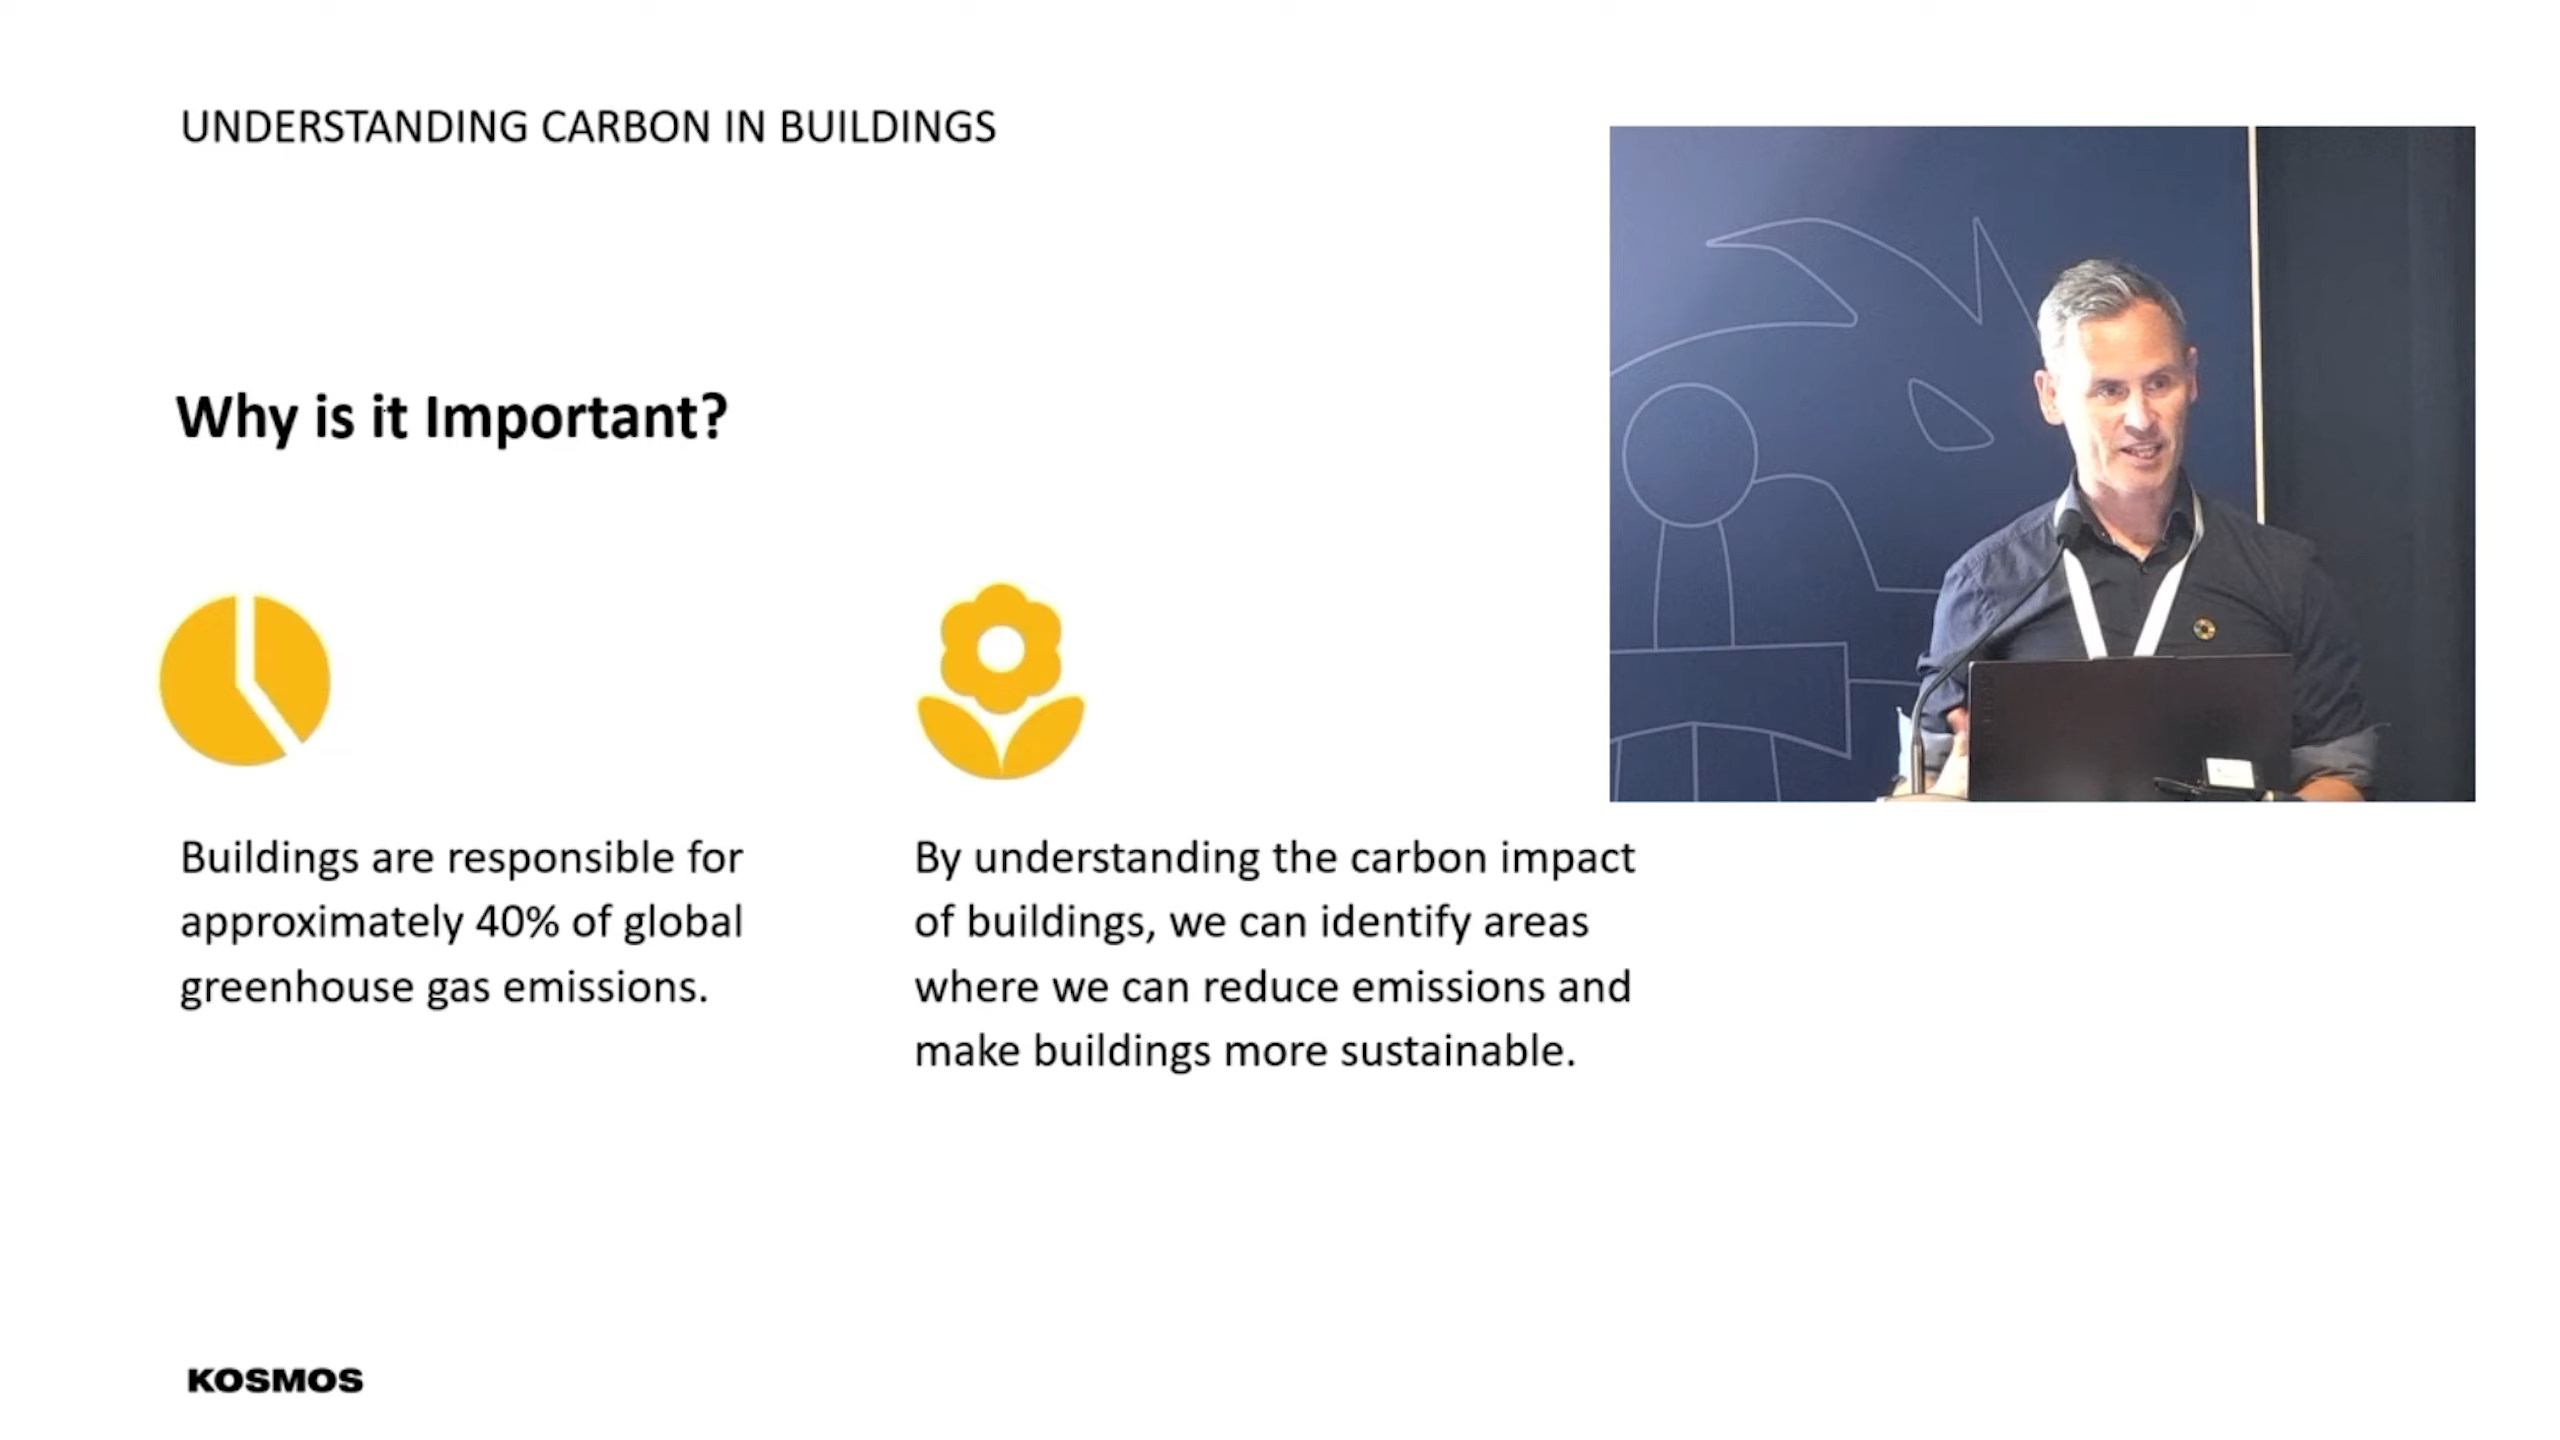 UNDERSTANDING CARBON IN BUILDINGS
Why is it Important?
Buildings are responsible for
approximately 40% of global
greenhouse gas emissions.
By understanding the carbon impact
of buildings, we can identify areas
where we can reduce emissions and
make buildings more sustainable.
KOSMOS